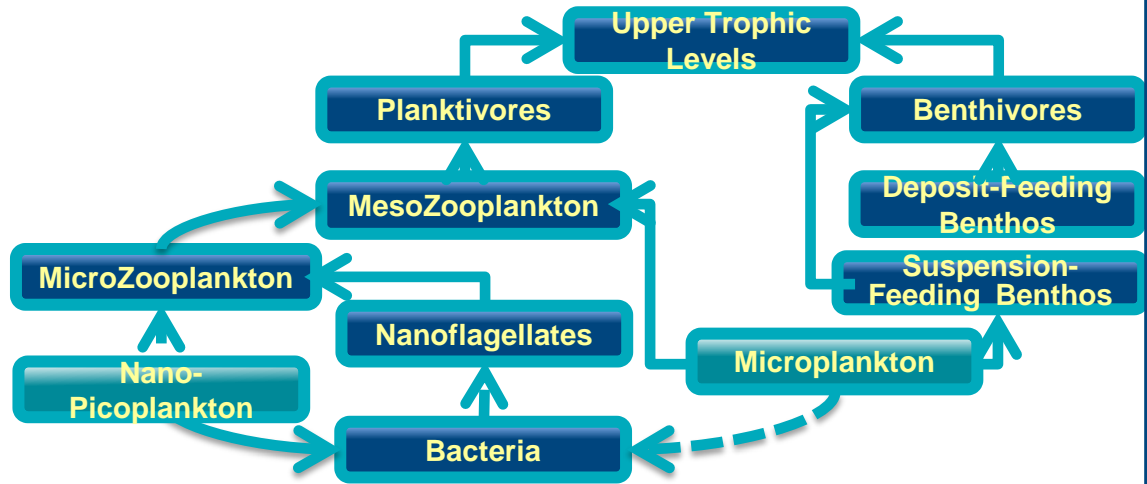 Upper Trophic
Levels
Planktivores
Benthivores
MesoZooplankton
Deposit-Feeding
Benthos
MicroZooplankton
Suspension-
Feeding Benthos
Nanoflagellates
Microplankton
Nano-
Picoplankton
Bacteria